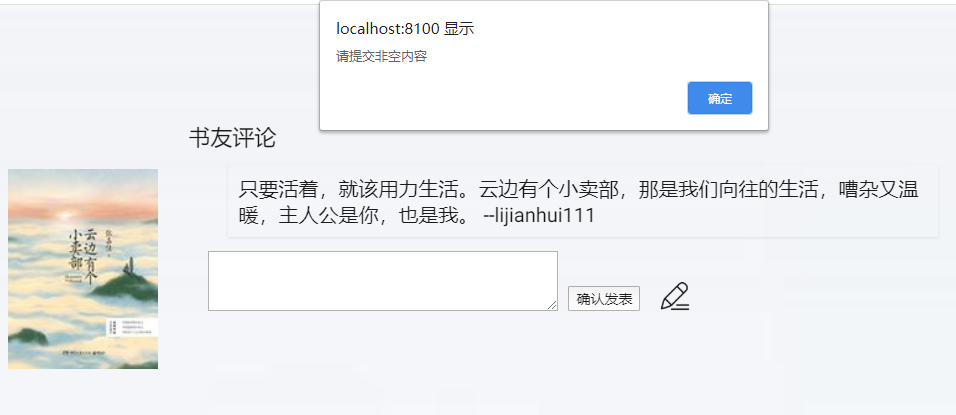 localhost:8100 显示
请提交非空内容
确定
书友评论
只要活着，就该用力生活。云边有个小卖部，那是我们向往的生活，嘈杂又温
暖，主人公是你，也是我。 --lijianhui111
云边有个
小卖部
张嘉佳
确认发表